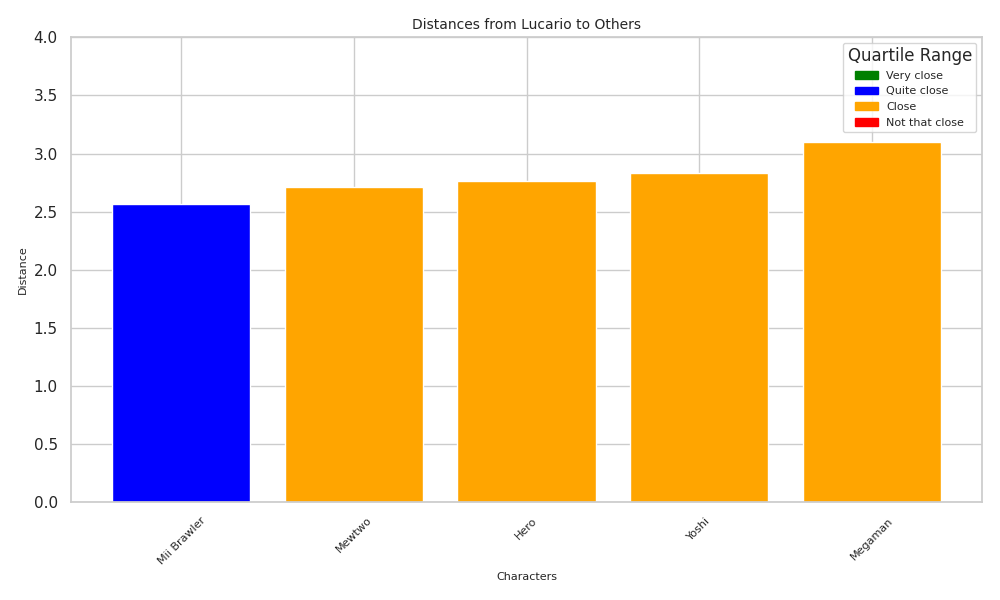 Distances from Lucario to Others
4.0
3.5
3.0
2.5
2.0
1.5
1.0
0.5
0.0
Distance
Quartile Range
Very close
Quite close
Close
Not that close
Mii Brawler
Mewtwo
Hero
Yoshi
Megaman
Characters